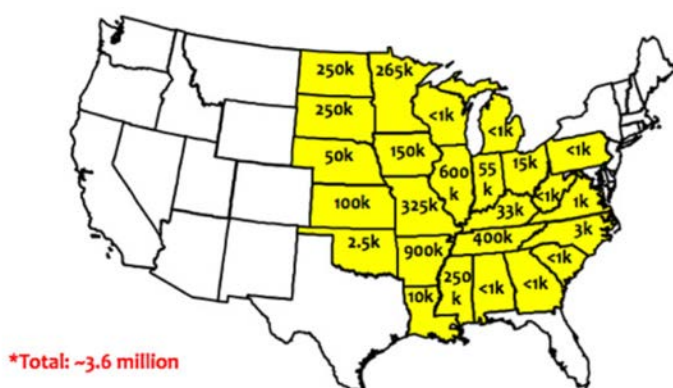 250k
265k
<1k
<1k
250k
50k
150k
600
k
55
k
15k
<1k
<1k
1k
100k
325k
33k
2.5k
900k
400k
3k
<1k
10k
250
k
<1k
<1k
*Total: ~3.6 million